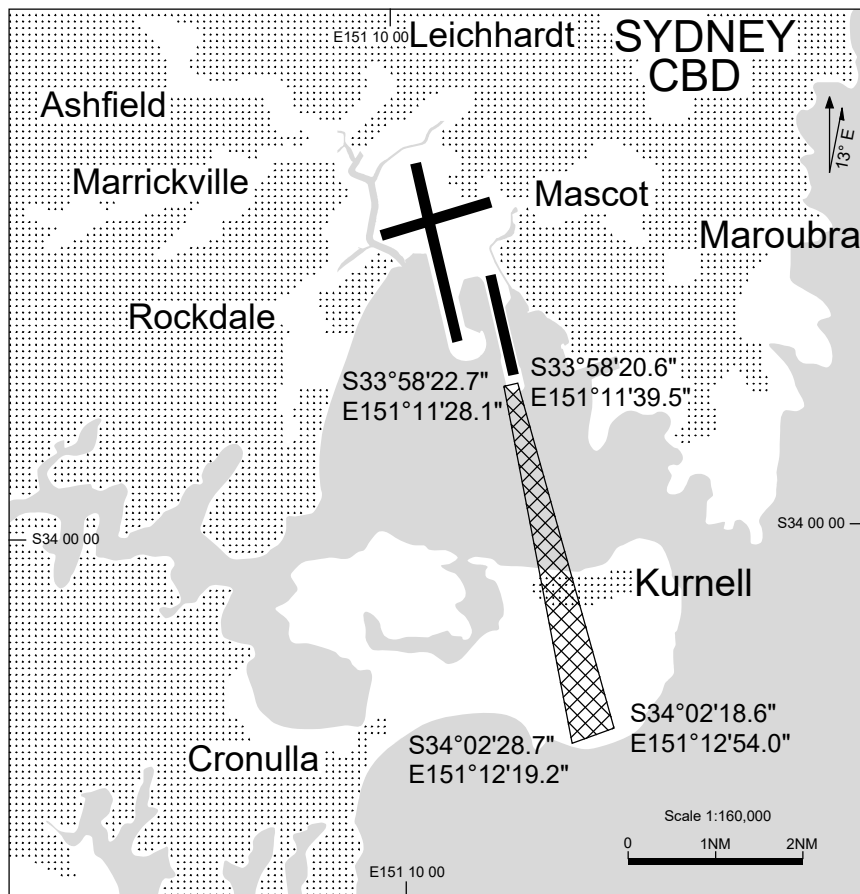 E151 10 00
Leichhardt
SYDNEY
CBD
Ashfield
13° E
Marrickville
Mascot
Maroubra
Rockdale
S33°58'22.7"
E151°11'28.1"
S33°58'20.6"
E151°11'39.5"
S34 00 00
S34 00 00
Kurnell
S34°02'28.7"
E151°12'19.2"
S34°02'18.6"
E151°12'54.0"
Cronulla
Scale 1:160,000
0 1NM 2NM
E151 10 00